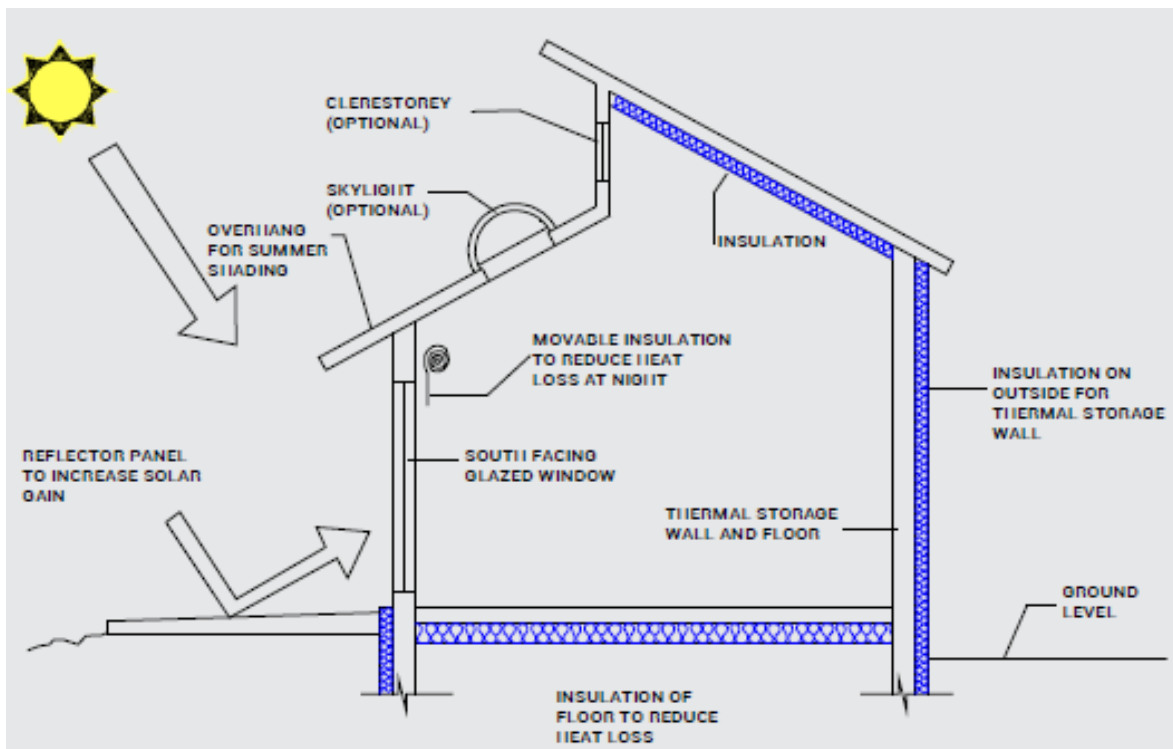 CLERESTOREY
(OPTIONAL)
SKYLIGHT
(OPTIONAL)
OVERHANG
FOR SUMMER
SHADING
INSULATION
MOVABLE INSULATION
TO REDUCE HEAT
LOSS AT NIGHT
INSULATION ON
OUTSIDE FOR
THERMAL STORAGE
WALL
REFLECTOR PANEL
TO INCREASE SOLAR
GAIN
SOUTH FACING
GLAZED WINDOW
THERMAL STORAGE
WALL AND FLOOR
GROUND
LEVEL
INSULATION OF
FLOOR TO REDUCE
HEAT LOSS